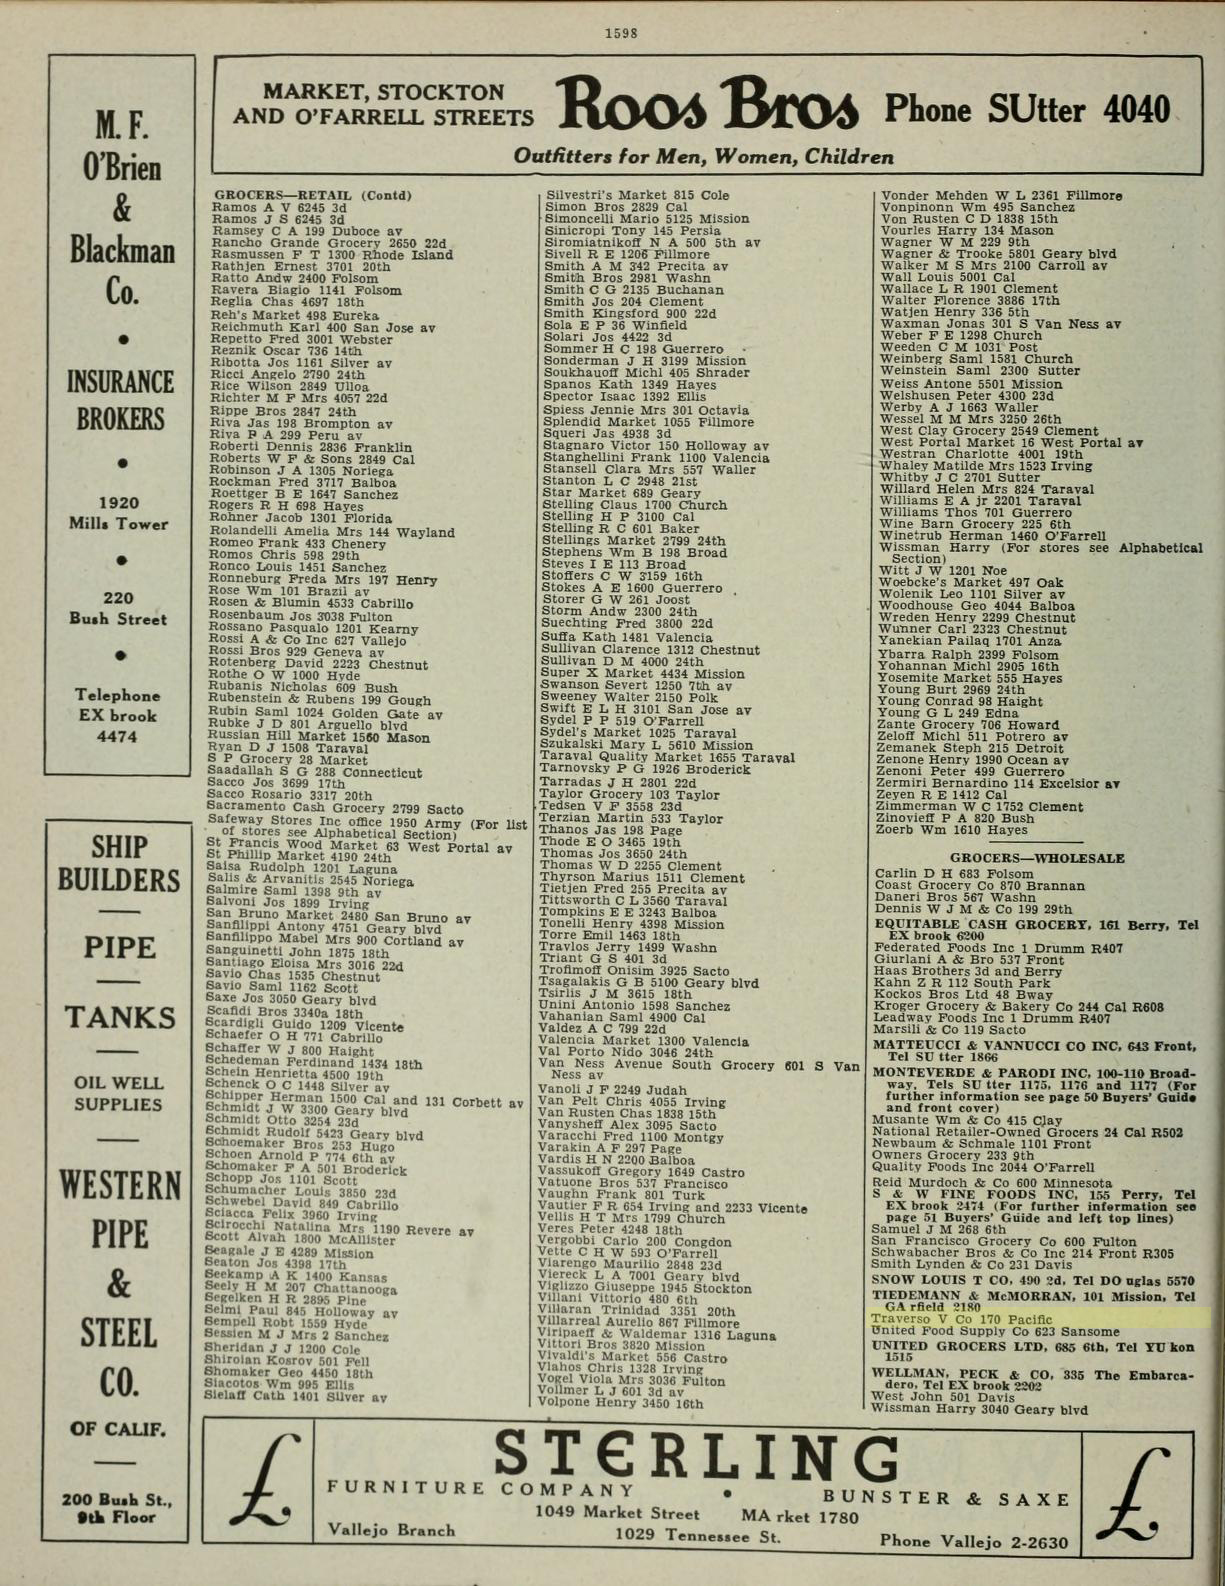 1598
M. F.
O'Brien
&
Blackman
Co.
•
INSURANCE
BROKERS
•
1920
Mills Tower
•
220
Bush Street
•
Telephone
EX brook
4474
SHIP
BUILDERS
PIPE
TANKS
OIL WELL
SUPPLIES
WESTERN
PIPE
&
STEEL
CO.
OF CALIF.
200 Bush St.,
9th Floor
MARKET, STOCKTON
AND O'FARRELL STREETS
Roos Bros
Phone SUtter 4040
Outfitters for Men, Women, Children
GROCERS—RETAIL (Contd)
Ramos A V 6245 3d
Ramos J S 6245 3d
Ramsey C A 199 Duboce av
Rancho Grande Grocery 2650 22d
Rasmussen F T 1300 Rhode Island
Rathjen Ernest 3701 20th
Ratto Andw 2400 Folsom
Ravera Biagio 1141 Folsom
Reglia Chas 4697 18th
Reh's Market 498 Eureka
Reichmuth Karl 400 San Jose av
Repetto Fred 3001 Webster
Reznik Oscar 736 14th
Ribotta Jos 1161 Silver av
Ricci Angelo 2790 24th
Rice Wilson 2849 Ulloa
Richter M F Mrs 4057 22d
Rippe Bros 2847 24th
Riva Jas 198 Brompton av
Riva P A 299 Peru av
Roberti Dennis 2836 Franklin
Roberts W F & Sons 2849 Cal
Robinson J A 1305 Noriega
Rockman Fred 3717 Balboa
Roettger B E 1647 Sanchez
Rogers R H 698 Hayes
Rohner Jacob 1301 Florida
Rolandelli Amelia Mrs 144 Wayland
Romeo Frank 433 Chenery
Romos Chris 598 29th
Ronco Louis 1451 Sanchez
Ronneburg Freda Mrs 197 Henry
Rose Wm 101 Brazil av
Rosen & Blumin 4533 Cabrillo
Rosenbaum Jos 3038 Fulton
Rossano Pasqualo 1201 Kearny
Rossi A & Co Inc 627 Vallejo
Rossi Bros 929 Geneva av
Rotenberg David 2223 Chestnut
Rothe O W 1000 Hyde
Rubanis Nicholas 609 Bush
Rubenstein & Rubens 199 Gough
Rubin Saml 1024 Golden Gate av
Rubke J D 801 Arguello blvd
Russian Hill Market 1560 Mason
Ryan D J 1508 Taraval
S P Grocery 28 Market
Saadallah S G 288 Connecticut
Sacco Jos 3699 17th
Sacco Rosario 3317 20th
Sacramento Cash Grocery 2799 Sacto
Safeway Stores Inc office 1950 Army (For list
of stores see Alphabetical Section)
St Francis Wood Market 63 West Portal av
St Phillip Market 4190 24th
Salsa Rudolph 1201 Laguna
Salis & Arvanitis 2545 Noriega
Salmire Saml 1398 9th av
Salvoni Jos 1899 Irving
San Bruno Market 2480 San Bruno av
Sanfilippi Antony 4751 Geary blvd
Sanfilippo Mabel Mrs 900 Cortland av
Sanguinetti John 1875 18th
Santiago Eloisa Mrs 3016 22d
Savio Chas 1535 Chestnut
Savio Saml 1162 Scott
Saxe Jos 3050 Geary blvd
Scafidi Bros 3340a 18th
Scardigli Guido 1209 Vicente
Schaefer O H 771 Cabrillo
Schaffer W J 800 Haight
Schedeman Ferdinand 1434 18th
Schein Henrietta 4500 19th
Schenck O C 1448 Silver av
Schipper Herman 1500 Cal and 131 Corbett av
Schmidt J W 3300 Geary blvd
Schmidt Otto 3254 23d
Schmidt Rudolf 5423 Geary blvd
Schoemaker Bros 253 Hugo
Schoen Arnold P 774 6th av
Schomaker F A 501 Broderick
Schopp Jos 1101 Scott
Schumacher Louis 3850 23d
Schwebel David 849 Cabrillo
Sciacca Felix 3960 Irving
Scirocchi Natalina Mrs 1190 Revere av
Scott Alvah 1800 McAllister
Seagale J E 4289 Mission
Seaton Jos 4398 17th
Seekamp A K 1400 Kansas
Seely H M 207 Chattanooga
Segelken H R 2895 Pine
Selmi Paul 845 Holloway av
Sempell Robt 1559 Hyde
Sessien M J Mrs 2 Sanchez
Sheridan J J 1200 Cole
Shiroian Kosrov 501 Fell
Shomaker Geo 4450 18th
Siacotos Wm 995 Ellis
Sielaff Cath 1401 Silver av
Silvestri's Market 815 Cole
Simon Bros 2829 Cal
Simoncelli Mario 5125 Mission
Sinicropi Tony 145 Persia
Siromiatnikoff N A 500 5th av
Sivell R E 1206 Fillmore
Smith A M 342 Precita av
Smith Bros 2981 Washn
Smith C G 2135 Buchanan
Smith Jos 204 Clement
Smith Kingsford 900 22d
Sola E P 36 Winfield
Solari Jos 4422 3d
Sommer H C 198 Guerrero
Sonderman J H 3199 Mission
Soukhauoff Michl 405 Shrader
Spanos Kath 1349 Hayes
Spector Isaac 1392 Ellis
Spiess Jennie Mrs 301 Octavia
Splendid Market 1055 Fillmore
Squeri Jas 4938 3d
Stagnaro Victor 150 Holloway av
Stanghellini Frank 1100 Valencia
Stansell Clara Mrs 557 Waller
Stanton L C 2948 21st
Star Market 689 Geary
Stelling Claus 1700 Church
Stelling H P 3100 Cal
Stelling R C 601 Baker
Stellings Market 2799 24th
Stephens Wm B 198 Broad
Steves I E 113 Broad
Stoffers C W 3159 16th
Stokes A E 1600 Guerrero
Storer G W 261 Joost
Storm Andw 2300 24th
Suechting Fred 3800 22d
Suffa Kath 1481 Valencia
Sullivan Clarence 1312 Chestnut
Sullivan D M 4000 24th
Super X Market 4434 Mission
Swanson Severt 1250 7th av
Sweeney Walter 2150 Polk
Swift E L H 3101 San Jose av
Sydel P P 519 O'Farrell
Sydel's Market 1025 Taraval
Szukalski Mary L 5610 Mission
Taraval Quality Market 1655 Taraval
Tarnovsky P G 1926 Broderick
Tarradas J H 2801 22d
Taylor Grocery 103 Taylor
Tedsen V F 3558 23d
Terzian Martin 533 Taylor
Thanos Jas 198 Page
Thode E O 3465 19th
Thomas Jos 3650 24th
Thomas W D 2255 Clement
Thyrson Marius 1511 Clement
Tietjen Fred 255 Precita av
Tittsworth C L 3560 Taraval
Tompkins E E 3243 Balboa
Tonelli Henry 4398 Mission
Torre Emil 1463 18th
Travlos Jerry 1499 Washn
Triant G S 401 3d
Trofimoff Onisim 3925 Sacto
Tsagalakis G B 5100 Geary blvd
Tsirlis J M 3615 18th
Unini Antonio 1598 Sanchez
Vahanian Saml 4900 Cal
Valdez A C 799 22d
Valencia Market 1300 Valencia
Val Porto Nido 3046 24th
Van Ness Avenue South Grocery 601 S Van
Ness av
Vanoli J F 2249 Judah
Van Pelt Chris 4055 Irving
Van Rusten Chas 1838 15th
Vanysheff Alex 3095 Sacto
Varacchi Fred 1100 Montgy
Varakin A F 297 Page
Vardis H N 2200 Balboa
Vassukoff Gregory 1649 Castro
Vatuone Bros 537 Francisco
Vaughn Frank 801 Turk
Vautier F R 654 Irving and 2233 Vicente
Vellis H T Mrs 1799 Church
Veres Peter 4248 18th
Vergobbi Carlo 200 Congdon
Vette C H W 593 O'Farrell
Viarengo Maurilio 2848 23d
Viereck L A 7001 Geary blvd
Viglizzo Giuseppe 1945 Stockton
Villani Vittorio 480 6th
Villaran Trinidad 3351 20th
Villarreal Aurelio 867 Fillmore
Viripaeff & Waldemar 1316 Laguna
Vittori Bros 3820 Mission
Vivaldi's Market 556 Castro
Vlahos Chris 1328 Irving
Vogel Viola Mrs 3036 Fulton
Vollmer L J 601 3d av
Volpone Henry 3450 16th
Vonder Mehden W L 2361 Fillmore
Vonpinonn Wm 495 Sanchez
Von Rusten C D 1838 15th
Vourles Harry 134 Mason
Wagner W M 229 9th
Wagner & Trooke 5801 Geary blvd
Walker M S Mrs 2100 Carroll av
Wall Louis 5001 Cal
Wallace L R 1901 Clement
Walter Florence 3886 17th
Watjen Henry 336 5th
Waxman Jonas 301 S Van Ness av
Weber F E 1298 Church
Weeden C M 1031 Post
Weinberg Saml 1581 Church
Weinstein Saml 2300 Sutter
Weiss Antone 5501 Mission
Welshusen Peter 4300 23d
Werby A J 1663 Waller
Wessel M M Mrs 3250 26th
West Clay Grocery 2549 Clement
West Portal Market 16 West Portal av
Westran Charlotte 4001 19th
Whaley Matilde Mrs 1523 Irving
Whitby J C 2701 Sutter
Willard Helen Mrs 824 Taraval
Williams E A jr 2201 Taraval
Williams Thos 701 Guerrero
Wine Barn Grocery 225 6th
Winetrub Herman 1460 O'Farrell
Wissman Harry (For stores see Alphabetical
Section)
Witt J W 1201 Noe
Woebcke's Market 497 Oak
Wolenik Leo 1101 Silver av
Woodhouse Geo 4044 Balboa
Wreden Henry 2299 Chestnut
Wunner Carl 2323 Chestnut
Yanekian Pailaq 1701 Anza
Ybarra Ralph 2399 Folsom
Yohannan Michl 2905 16th
Yosemite Market 555 Hayes
Young Burt 2969 24th
Young Conrad 98 Haight
Young G L 249 Edna
Zante Grocery 706 Howard
Zeloff Michl 511 Potrero av
Zemanek Steph 215 Detroit
Zenone Henry 1990 Ocean av
Zenoni Peter 499 Guerrero
Zermiri Bernardino 114 Excelsior av
Zeyen R E 1412 Cal
Zimmerman W C 1752 Clement
Zinovieff P A 820 Bush
Zoerb Wm 1610 Hayes
GROCERS—WHOLESALE
Carlin D H 683 Folsom
Coast Grocery Co 870 Brannan
Daneri Bros 567 Washn
Dennis W J M & Co 199 29th
EQUITABLE CASH GROCERY, 161 Berry, Tel
EX brook 6200
Federated Foods Inc 1 Drumm R407
Giurlani A & Bro 537 Front
Haas Brothers 3d and Berry
Kahn Z R 112 South Park
Kockos Bros Ltd 48 Bway
Kroger Grocery & Bakery Co 244 Cal R608
Leadway Foods Inc 1 Drumm R407
Marsili & Co 119 Sacto
MATTEUCCI & VANNUCCI CO INC, 643 Front,
Tel SU tter 1866
MONTEVERDE & PARODI INC, 100-110 Broad-
way, Tels SU tter 1175, 1176 and 1177 (For
further information see page 50 Buyers' Guide
and front cover)
Musante Wm & Co 415 Clay
National Retailer-Owned Grocers 24 Cal R502
Newbaum & Schmale 1101 Front
Owners Grocery 233 9th
Quality Foods Inc 2044 O'Farrell
Reid Murdoch & Co 600 Minnesota
S & W FINE FOODS INC, 155 Perry, Tel
EX brook 2474 (For further information see
page 51 Buyers' Guide and left top lines)
Samuel J M 268 6th
San Francisco Grocery Co 600 Fulton
Schwabacher Bros & Co Inc 214 Front R305
Smith Lynden & Co 231 Davis
SNOW LOUIS T CO, 490 2d, Tel DO uglas 5570
TIEDEMANN & McMORRAN, 101 Mission, Tel
GA rfield 2180
Traverso V Co 170 Pacific
United Food Supply Co 623 Sansome
UNITED GROCERS LTD, 685 6th, Tel YU kon
1515
WELLMAN, PECK & CO, 335 The Embarca-
dero, Tel EX brook 2202
West John 501 Davis
Wissman Harry 3040 Geary blvd
£
STERLING
FURNITURE COMPANY • BUNSTER & SAXE
1049 Market Street MA rket 1780
Vallejo Branch 1029 Tennessee St. Phone Vallejo 2-2630
£